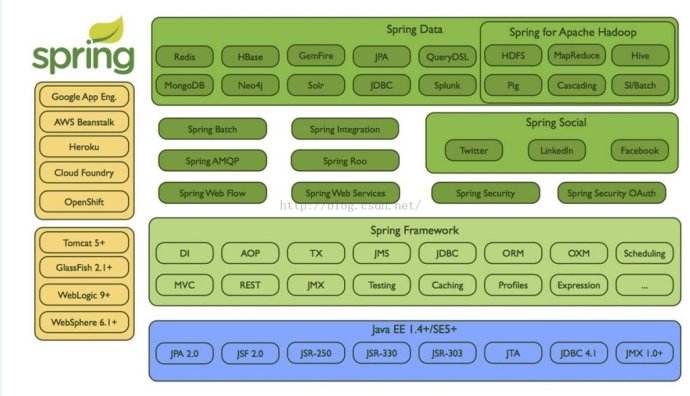 spring
Google App Eng.
AWS Beanstalk
Heroku
Cloud Foundry
OpenShift
Tomcat 5+
GlassFish 2.1+
WebLogic 9+
WebSphere 6.1+
Spring Data
Redis HBase GemFire JPA QueryDSL
MongoDB Neo4j Solr JDBC Splunk
Spring for Apache Hadoop
HDFS MapReduce Hive
Pig Cascading SI/Batch
Spring Batch Spring Integration
Spring AMQP Spring Roo
Spring Social
Twitter LinkedIn Facebook
Spring Web Flow Spring Web Services Spring Security Spring Security OAuth
http://blog.csdn.net/
Spring Framework
DI AOP TX JMS JDBC ORM OXM Scheduling
MVC REST JMX Testing Caching Profiles Expression ...
Java EE 1.4+/SE5+
JPA 2.0 JSF 2.0 JSR-250 JSR-330 JSR-303 JTA JDBC 4.1 JMX 1.0+